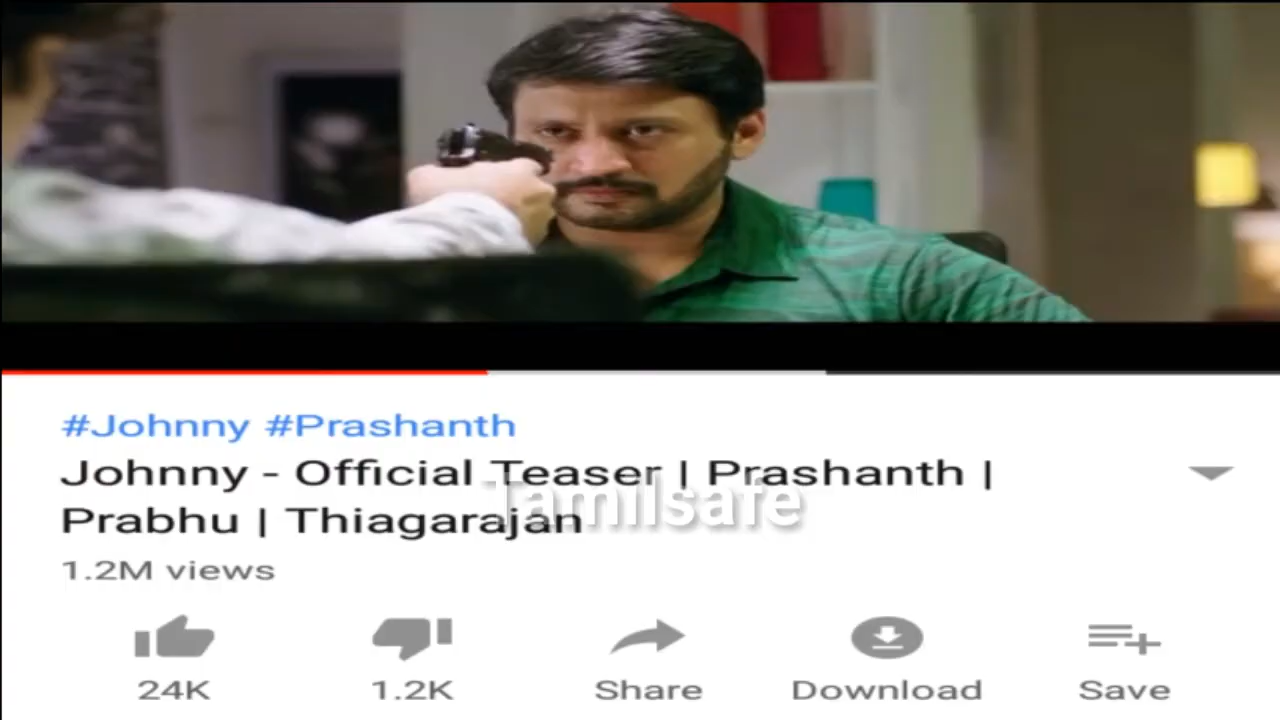 #Johnny #Prashanth
Johnny - Official Teaser | Prashanth |
Prabhu | Thiagarajan
Tamilsafe
1.2M views
24K 1.2K Share Download Save